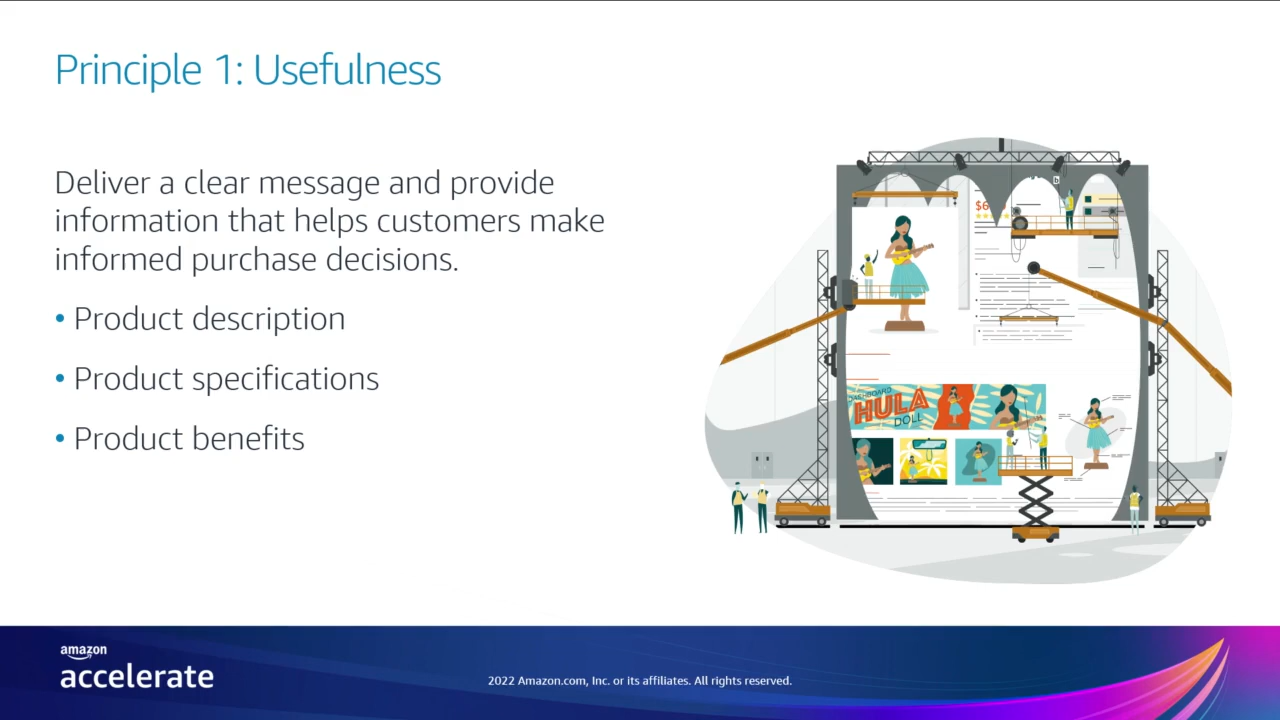 Principle 1: Usefulness
Deliver a clear message and provide
information that helps customers make
informed purchase decisions.
• Product description
• Product specifications
• Product benefits
HULA
DOLL
amazon
accelerate
2022 Amazon.com, Inc. or its affiliates. All rights reserved.